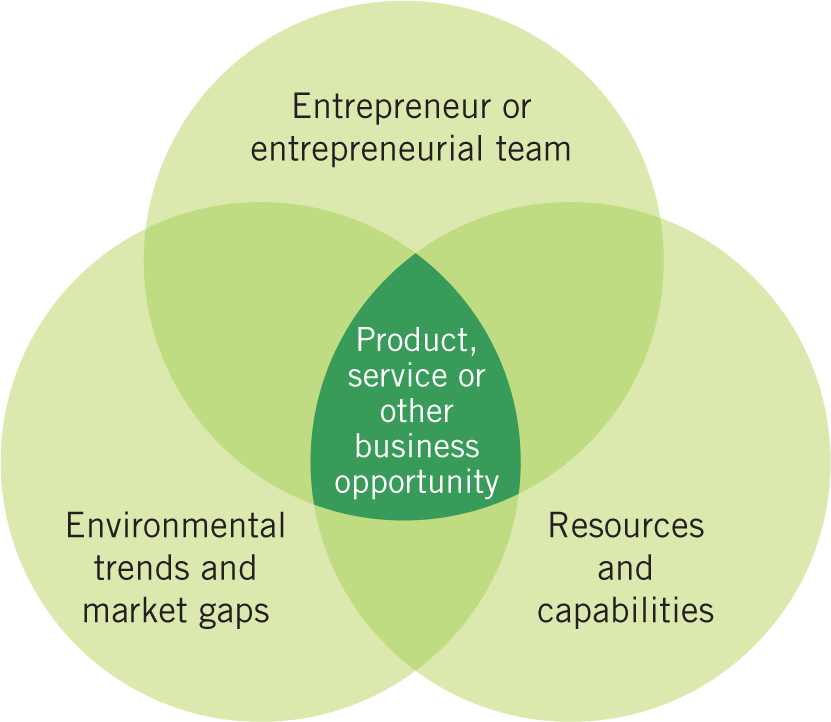 Entrepreneur or
entrepreneurial team
Product,
service or
other
business
opportunity
Environmental
trends and
market gaps
Resources
and
capabilities